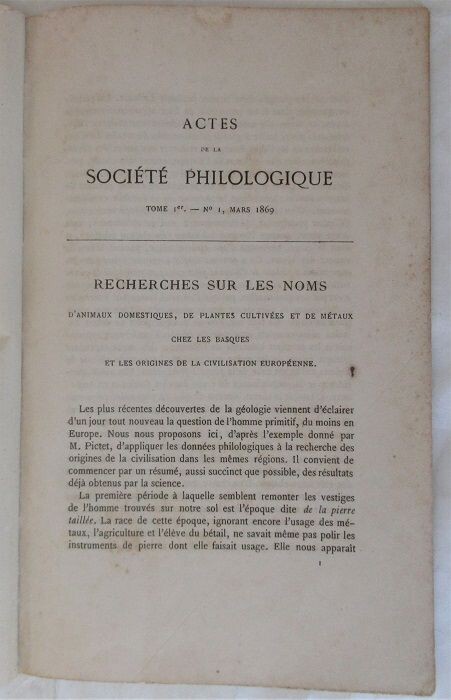 ACTES
DE LA
SOCIÉTÉ PHILOLOGIQUE
TOME 1er. — No 1, MARS 1869
RECHERCHES SUR LES NOMS
D'ANIMAUX DOMESTIQUES, DE PLANTES CULTIVÉES ET DE MÉTAUX
CHEZ LES BASQUES
ET LES ORIGINES DE LA CIVILISATION EUROPÉENNE.
Les plus récentes découvertes de la géologie viennent d'éclairer
d'un jour tout nouveau la question de l'homme primitif, du moins en
Europe. Nous nous proposons ici, d'après l'exemple donné par
M. Pictet, d'appliquer les données philologiques à la recherche des
origines de la civilisation dans les mêmes régions. Il convient de
commencer par un résumé, aussi succinct que possible, des résultats
déjà obtenus par la science.
La première période à laquelle semblent remonter les vestiges
de l'homme trouvés sur notre sol est l'époque dite de la pierre
taillée. La race de cette époque, ignorant encore l'usage des mé-
taux, l'agriculture et l'élève du bétail, ne savait même pas polir les
instruments de pierre dont elle faisait usage. Elle nous apparaît
1